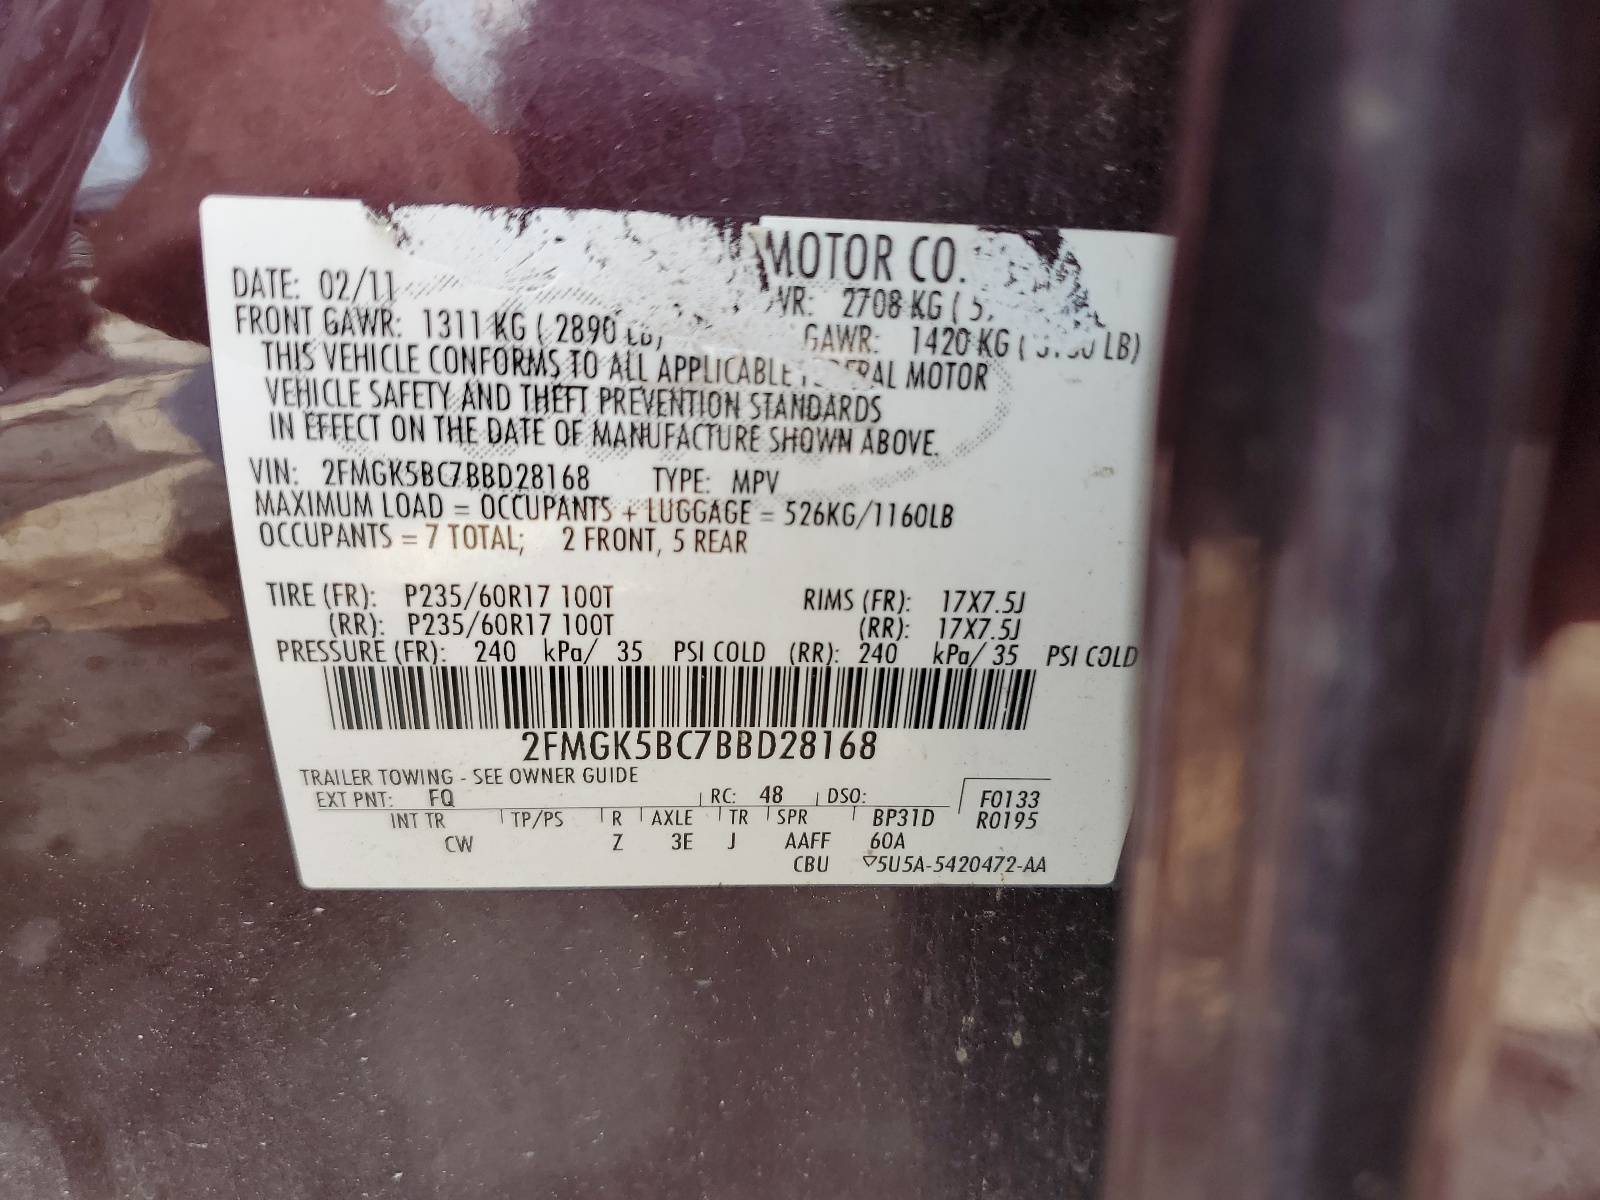 MOTOR CO.
DATE: 02/11 VR: 2708 KG ( 5,
FRONT GAWR: 1311 KG ( 2890 LB) GAWR: 1420 KG ( LB)
THIS VEHICLE CONFORMS TO ALL APPLICABLE FEDERAL MOTOR
VEHICLE SAFETY AND THEFT PREVENTION STANDARDS
IN EFFECT ON THE DATE OF MANUFACTURE SHOWN ABOVE.
VIN: 2FMGK5BC7BBD28168 TYPE: MPV
MAXIMUM LOAD = OCCUPANTS + LUGGAGE = 526KG/1160LB
OCCUPANTS = 7 TOTAL; 2 FRONT, 5 REAR
TIRE (FR): P235/60R17 100T RIMS (FR): 17X7.5J
(RR): P235/60R17 100T (RR): 17X7.5J
PRESSURE (FR): 240 kPa/ 35 PSI COLD (RR): 240 kPa/ 35 PSI COLD
2FMGK5BC7BBD28168
TRAILER TOWING - SEE OWNER GUIDE
EXT PNT: FQ RC: 48 DSO: F0133
INT TR TP/PS R AXLE TR SPR BP31D R0195
CW Z 3E J AAFF 60A
CBU ▽5U5A-5420472-AA